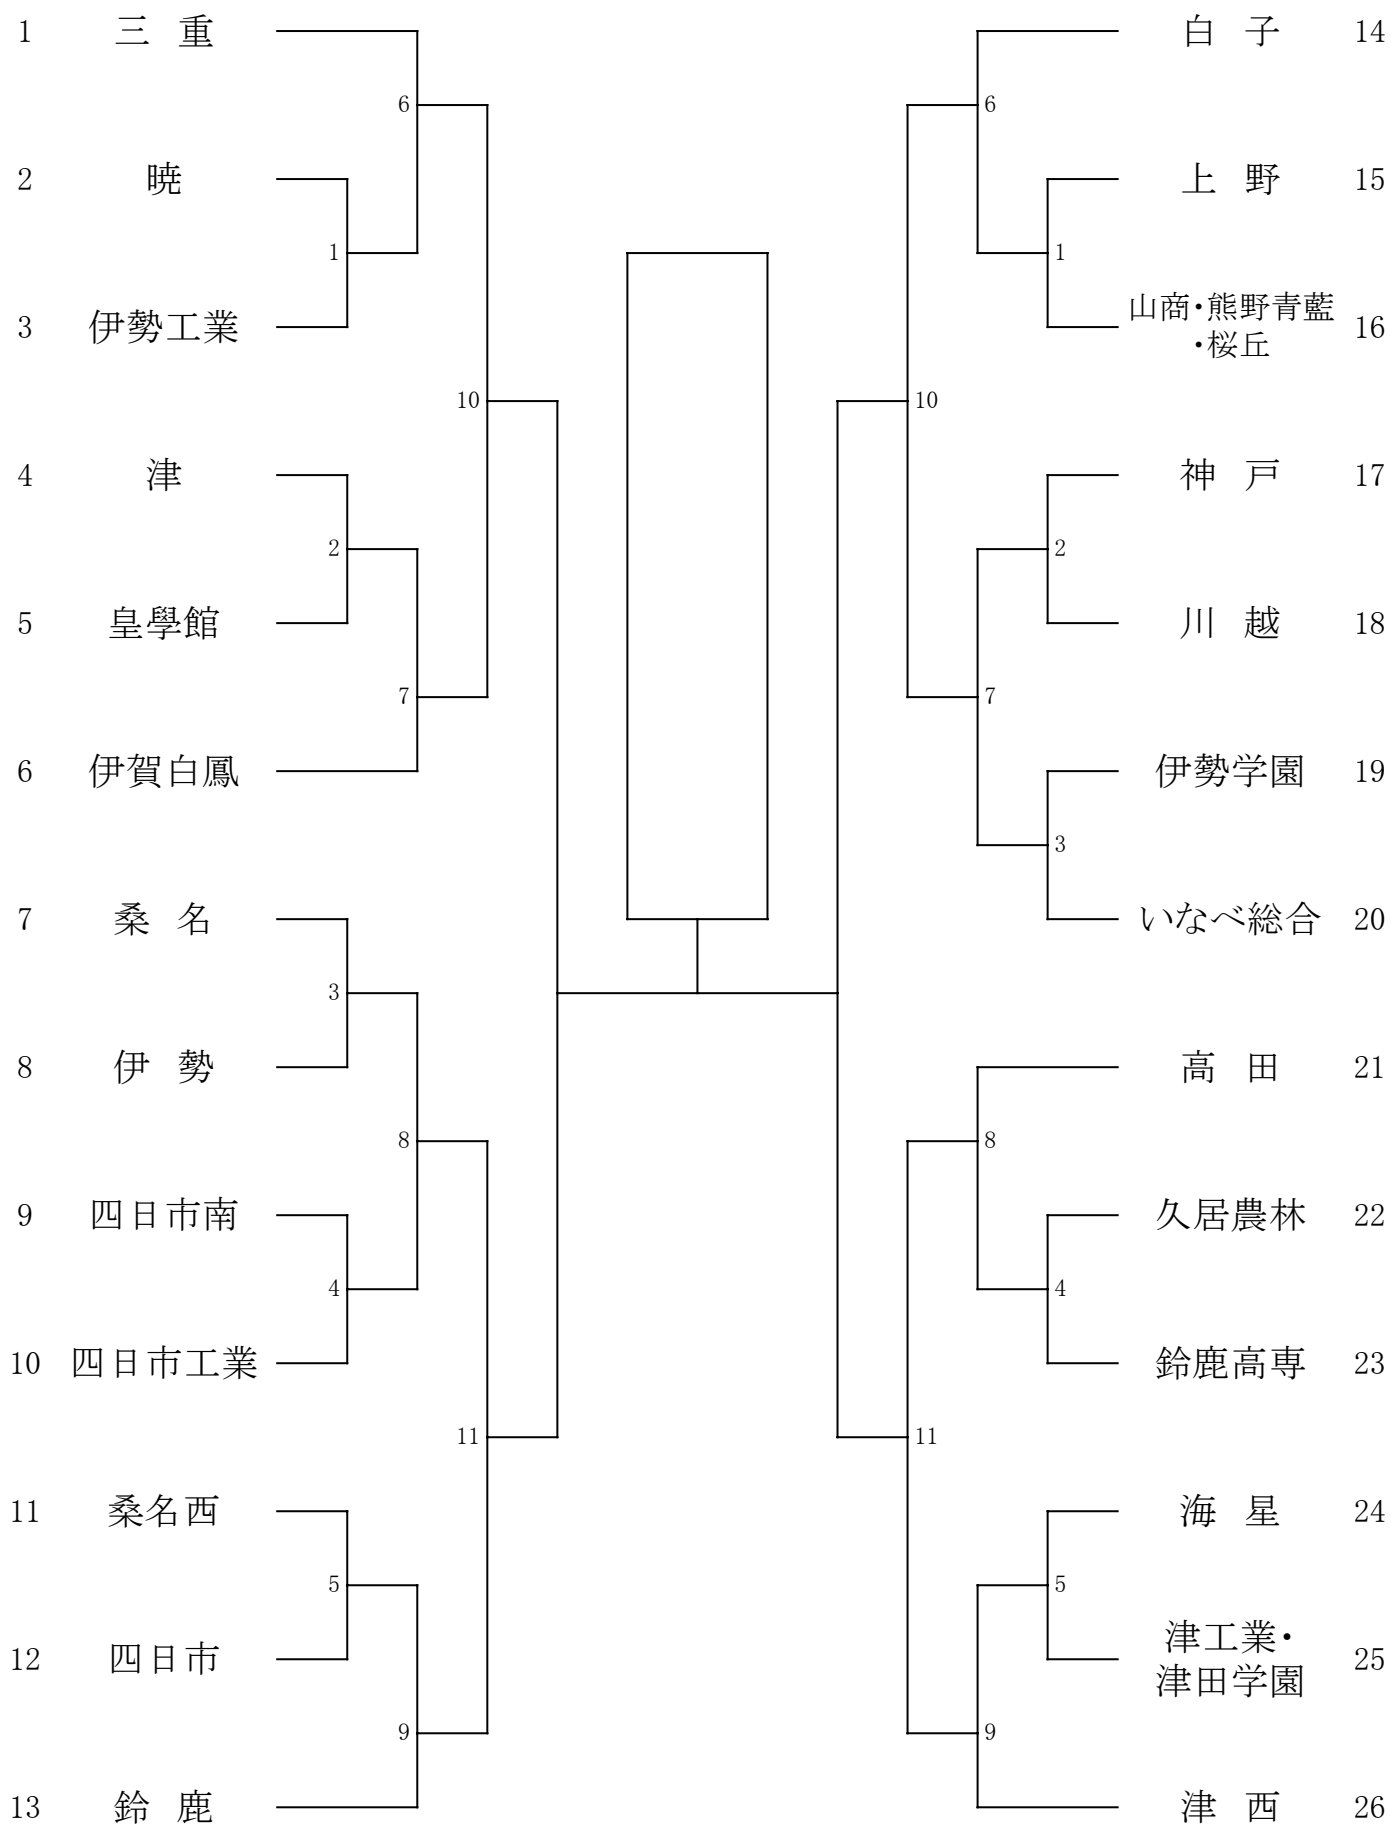 1 三 重
6
2 暁
1
3 伊勢工業
10
4 津
2
5 皇學館
7
6 伊賀白鳳
7 桑 名
3
8 伊 勢
8
9 四日市南
4
10 四日市工業
11
11 桑名西
5
12 四日市
9
13 鈴 鹿
白 子 14
6
上 野 15
1
山商・熊野青藍
・桜丘 16
10
神 戸 17
2
川 越 18
7
伊勢学園 19
3
いなべ総合 20
高 田 21
8
久居農林 22
4
鈴鹿高専 23
11
海 星 24
5
津工業・
津田学園 25
9
津 西 26